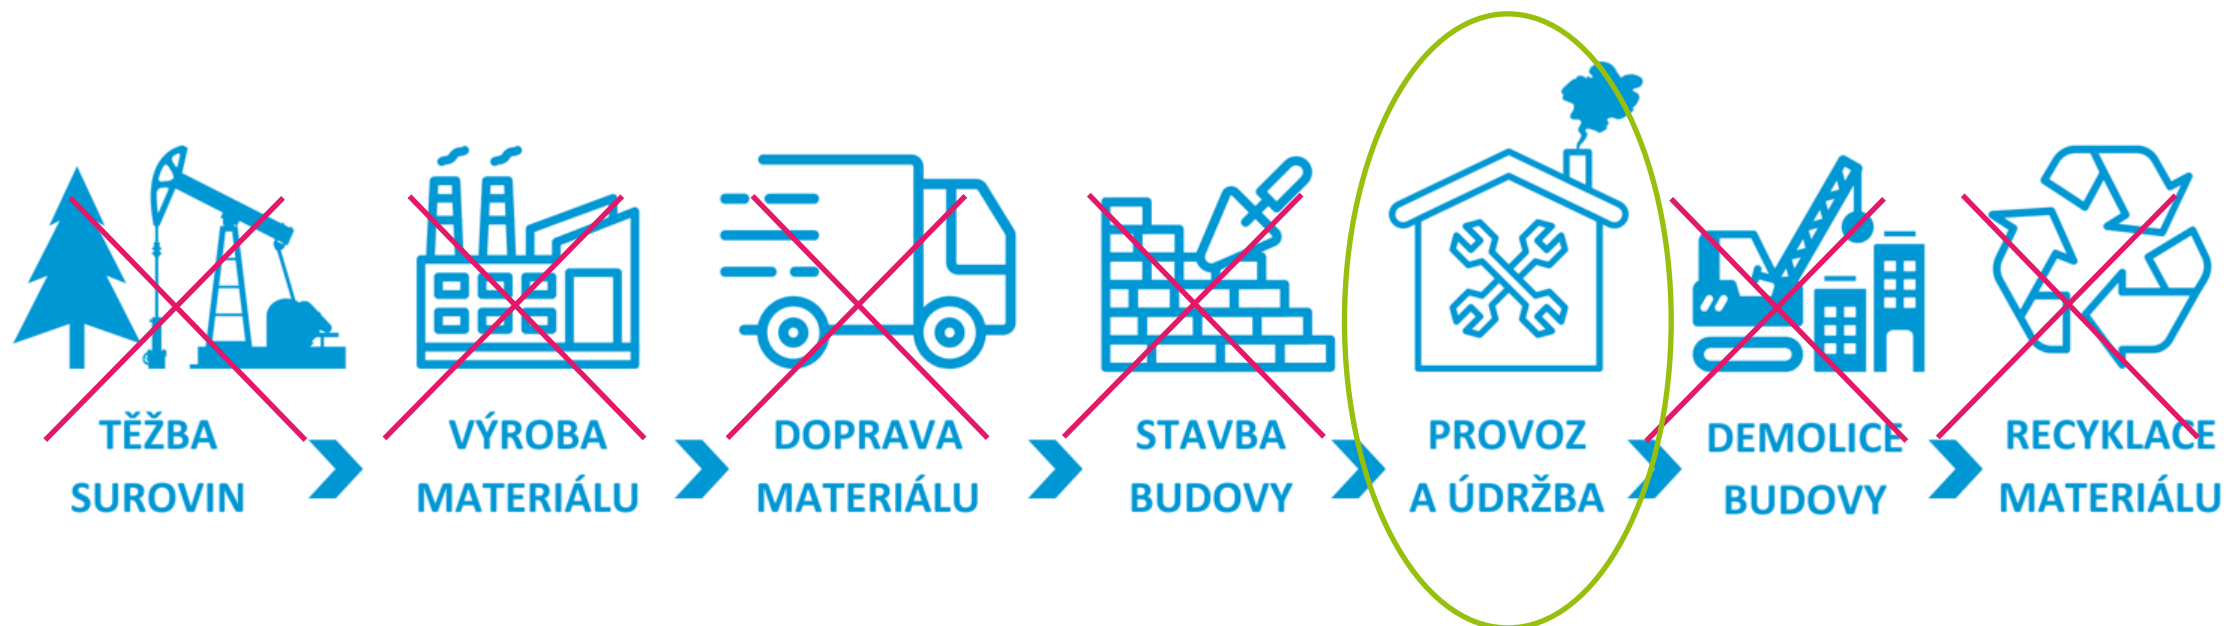 TĚŽBA
SUROVIN
VÝROBA
MATERIÁLU
DOPRAVA
MATERIÁLU
STAVBA
BUDOVY
PROVOZ
A ÚDRŽBA
DEMOLICE
BUDOVY
RECYKLACE
MATERIÁLU